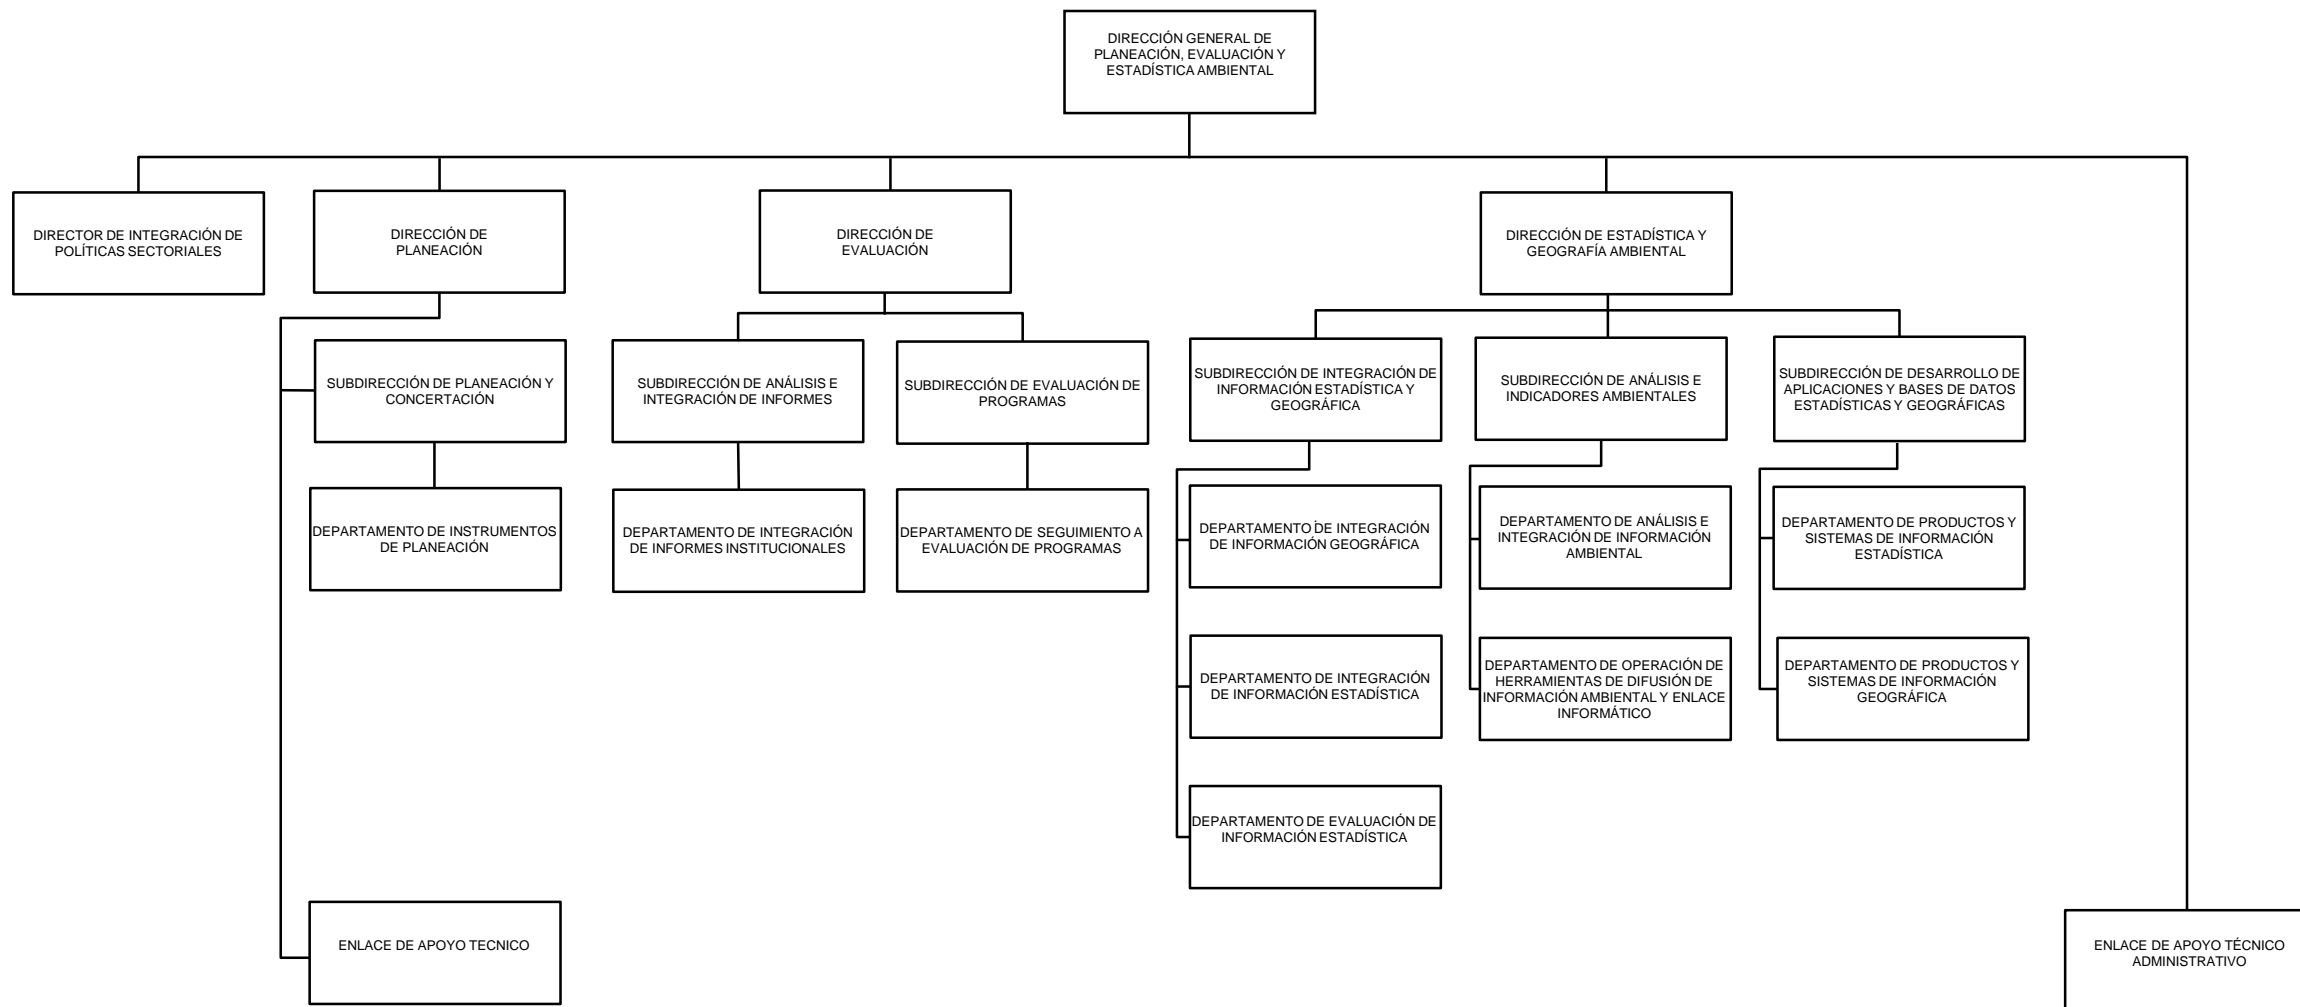 DIRECCIÓN GENERAL DE
PLANEACIÓN, EVALUACIÓN Y
ESTADÍSTICA AMBIENTAL
DIRECTOR DE INTEGRACIÓN DE
POLÍTICAS SECTORIALES
DIRECCIÓN DE
PLANEACIÓN
DIRECCIÓN DE
EVALUACIÓN
DIRECCIÓN DE ESTADÍSTICA Y
GEOGRAFÍA AMBIENTAL
SUBDIRECCIÓN DE PLANEACIÓN Y
CONCERTACIÓN
SUBDIRECCIÓN DE ANÁLISIS E
INTEGRACIÓN DE INFORMES
SUBDIRECCIÓN DE EVALUACIÓN DE
PROGRAMAS
SUBDIRECCIÓN DE INTEGRACIÓN DE
INFORMACIÓN ESTADÍSTICA Y
GEOGRÁFICA
SUBDIRECCIÓN DE ANÁLISIS E
INDICADORES AMBIENTALES
SUBDIRECCIÓN DE DESARROLLO DE
APLICACIONES Y BASES DE DATOS
ESTADÍSTICAS Y GEOGRÁFICAS
DEPARTAMENTO DE INSTRUMENTOS
DE PLANEACIÓN
DEPARTAMENTO DE INTEGRACIÓN
DE INFORMES INSTITUCIONALES
DEPARTAMENTO DE SEGUIMIENTO A
EVALUACIÓN DE PROGRAMAS
DEPARTAMENTO DE INTEGRACIÓN
DE INFORMACIÓN GEOGRÁFICA
DEPARTAMENTO DE ANÁLISIS E
INTEGRACIÓN DE INFORMACIÓN
AMBIENTAL
DEPARTAMENTO DE PRODUCTOS Y
SISTEMAS DE INFORMACIÓN
ESTADÍSTICA
DEPARTAMENTO DE INTEGRACIÓN
DE INFORMACIÓN ESTADÍSTICA
DEPARTAMENTO DE OPERACIÓN DE
HERRAMIENTAS DE DIFUSIÓN DE
INFORMACIÓN AMBIENTAL Y ENLACE
INFORMÁTICO
DEPARTAMENTO DE PRODUCTOS Y
SISTEMAS DE INFORMACIÓN
GEOGRÁFICA
DEPARTAMENTO DE EVALUACIÓN DE
INFORMACIÓN ESTADÍSTICA
ENLACE DE APOYO TECNICO
ENLACE DE APOYO TÉCNICO
ADMINISTRATIVO